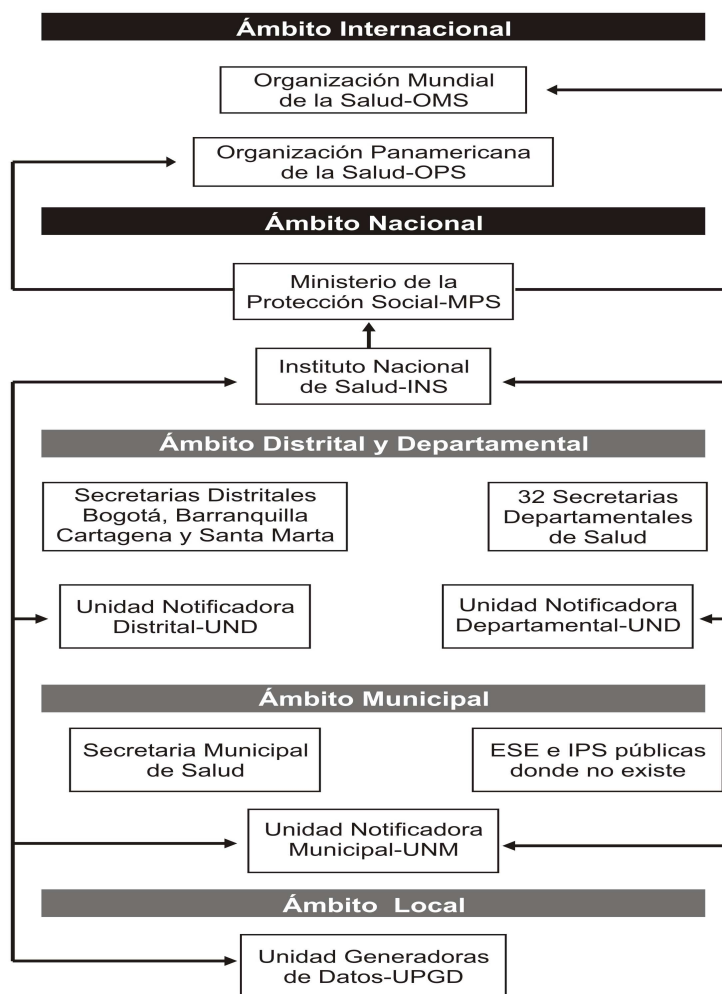 Ámbito Internacional
Organización Mundial
de la Salud-OMS
Organización Panamericana
de la Salud-OPS
Ámbito Nacional
Ministerio de la
Protección Social-MPS
Instituto Nacional
de Salud-INS
Ámbito Distrital y Departamental
Secretarias Distritales
Bogotá, Barranquilla
Cartagena y Santa Marta
32 Secretarias
Departamentales
de Salud
Unidad Notificadora
Distrital-UND
Unidad Notificadora
Departamental-UND
Ámbito Municipal
Secretaria Municipal
de Salud
ESE e IPS públicas
donde no existe
Unidad Notificadora
Municipal-UNM
Ámbito Local
Unidad Generadoras
de Datos-UPGD